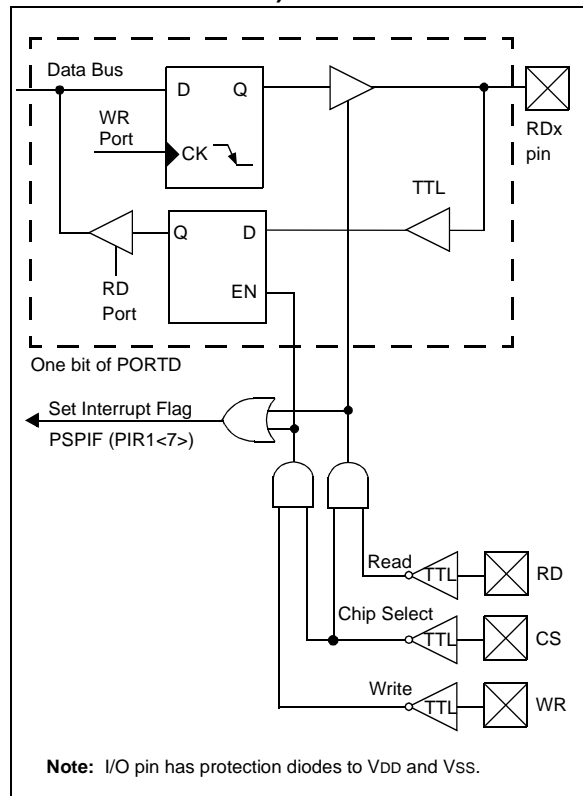 Data Bus
D Q
WR
Port
CK
RDx
pin
TTL
Q D
EN
RD
Port
One bit of PORTD
Set Interrupt Flag
PSPIF (PIR1<7>)
Read
TTL
RD
Chip Select
TTL
CS
Write
TTL
WR
Note: I/O pin has protection diodes to VDD and VSS.